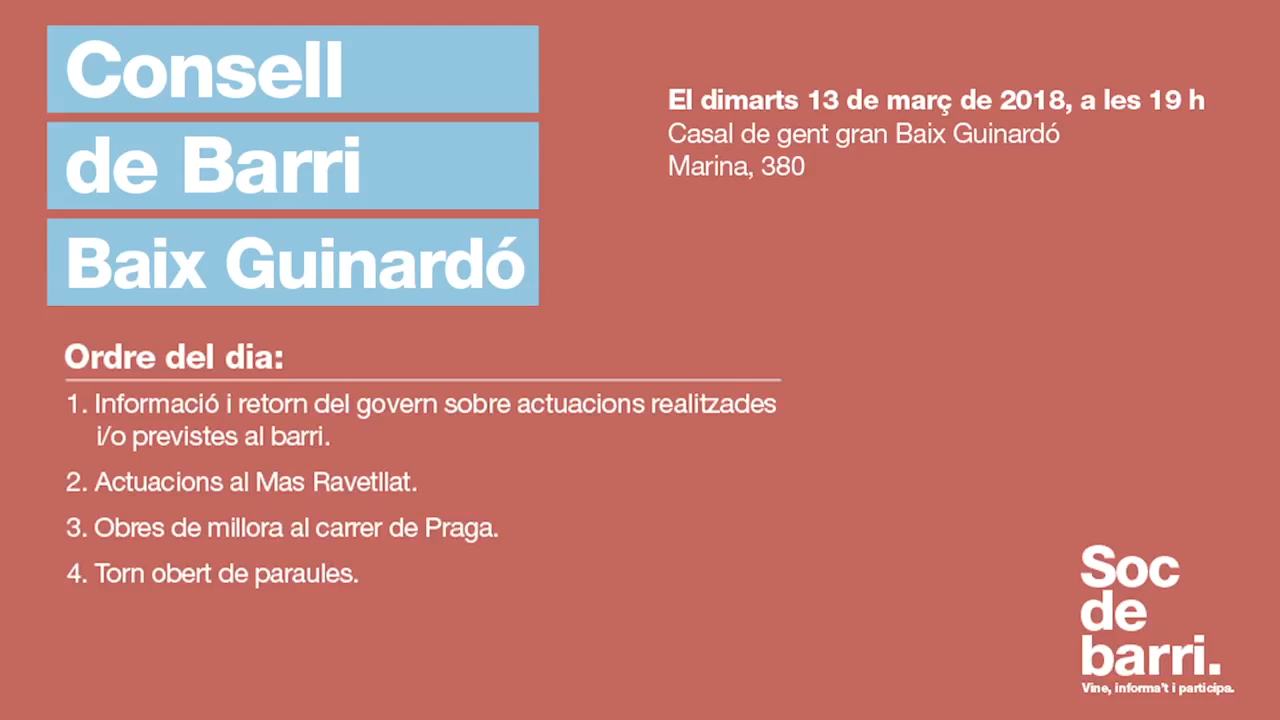 Consell
de Barri
Baix Guinardó
El dimarts 13 de març de 2018, a les 19 h
Casal de gent gran Baix Guinardó
Marina, 380
Ordre del dia:
1. Informació i retorn del govern sobre actuacions realitzades
i/o previstes al barri.
2. Actuacions al Mas Ravetllat.
3. Obres de millora al carrer de Praga.
4. Torn obert de paraules.
Soc
de
barri.
Vine, informa't i participa.